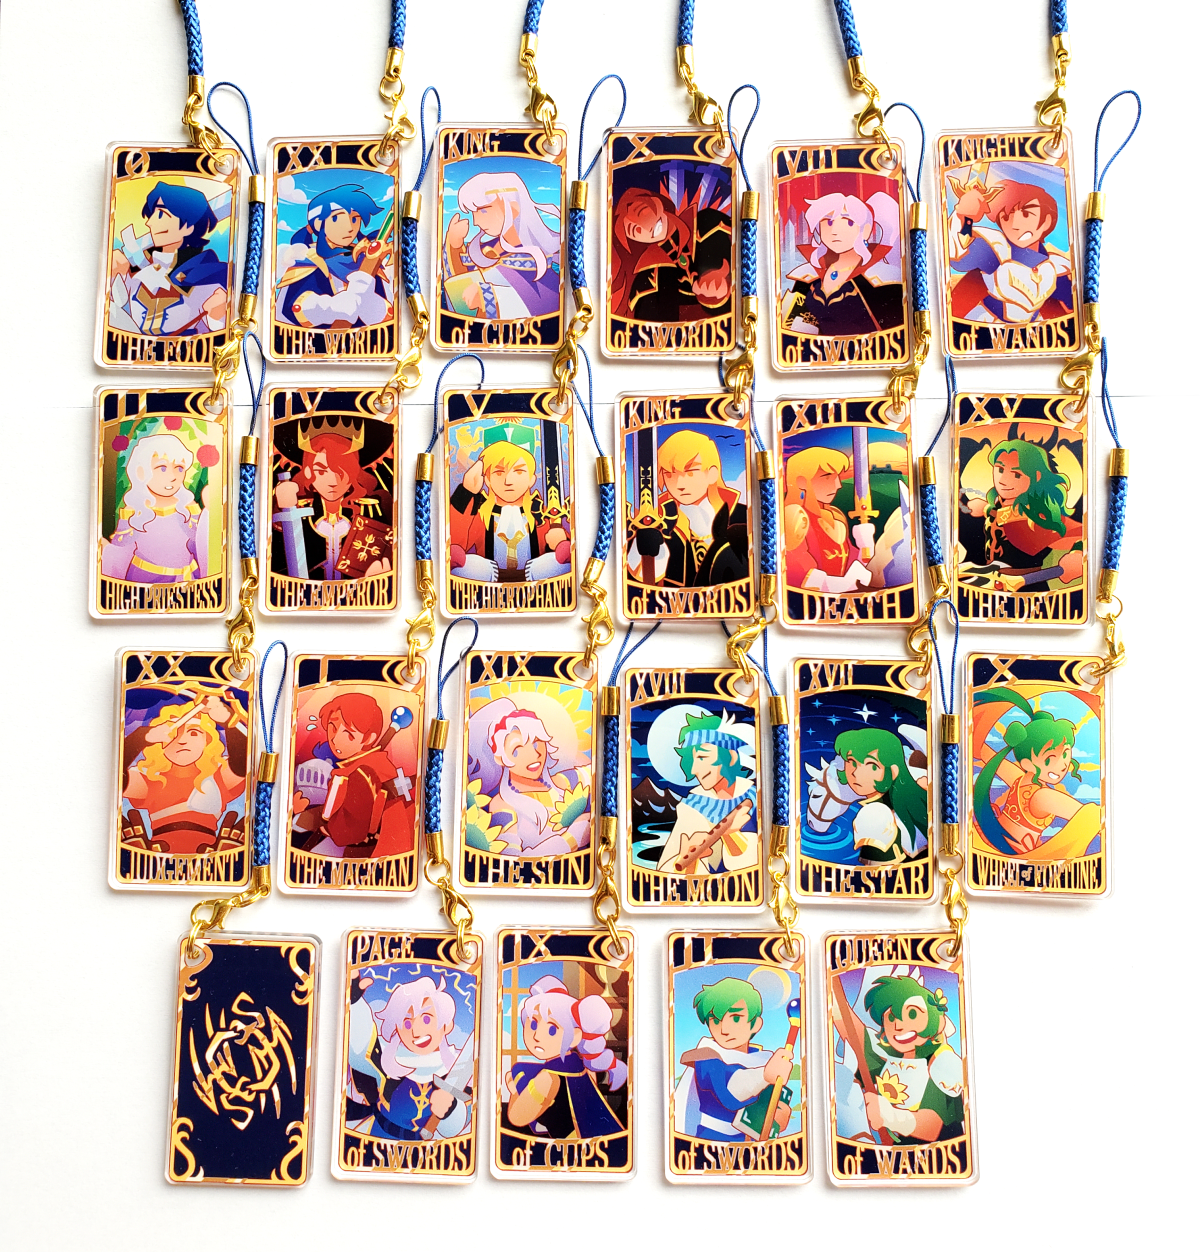 0
THE FOOL
XXI
THE WORLD
KING
of CUPS
X
of SWORDS
VIII
of SWORDS
KNIGHT
of WANDS
II
HIGH PRIESTESS
IV
THE EMPEROR
V
THE HIEROPHANT
KING
of SWORDS
XIII
DEATH
XV
THE DEVIL
XX
JUDGEMENT
I
THE MAGICIAN
XIX
THE SUN
XVIII
THE MOON
XVII
THE STAR
X
WHEEL of FORTUNE
PAGE
of SWORDS
IX
of CUPS
II
of SWORDS
QUEEN
of WANDS